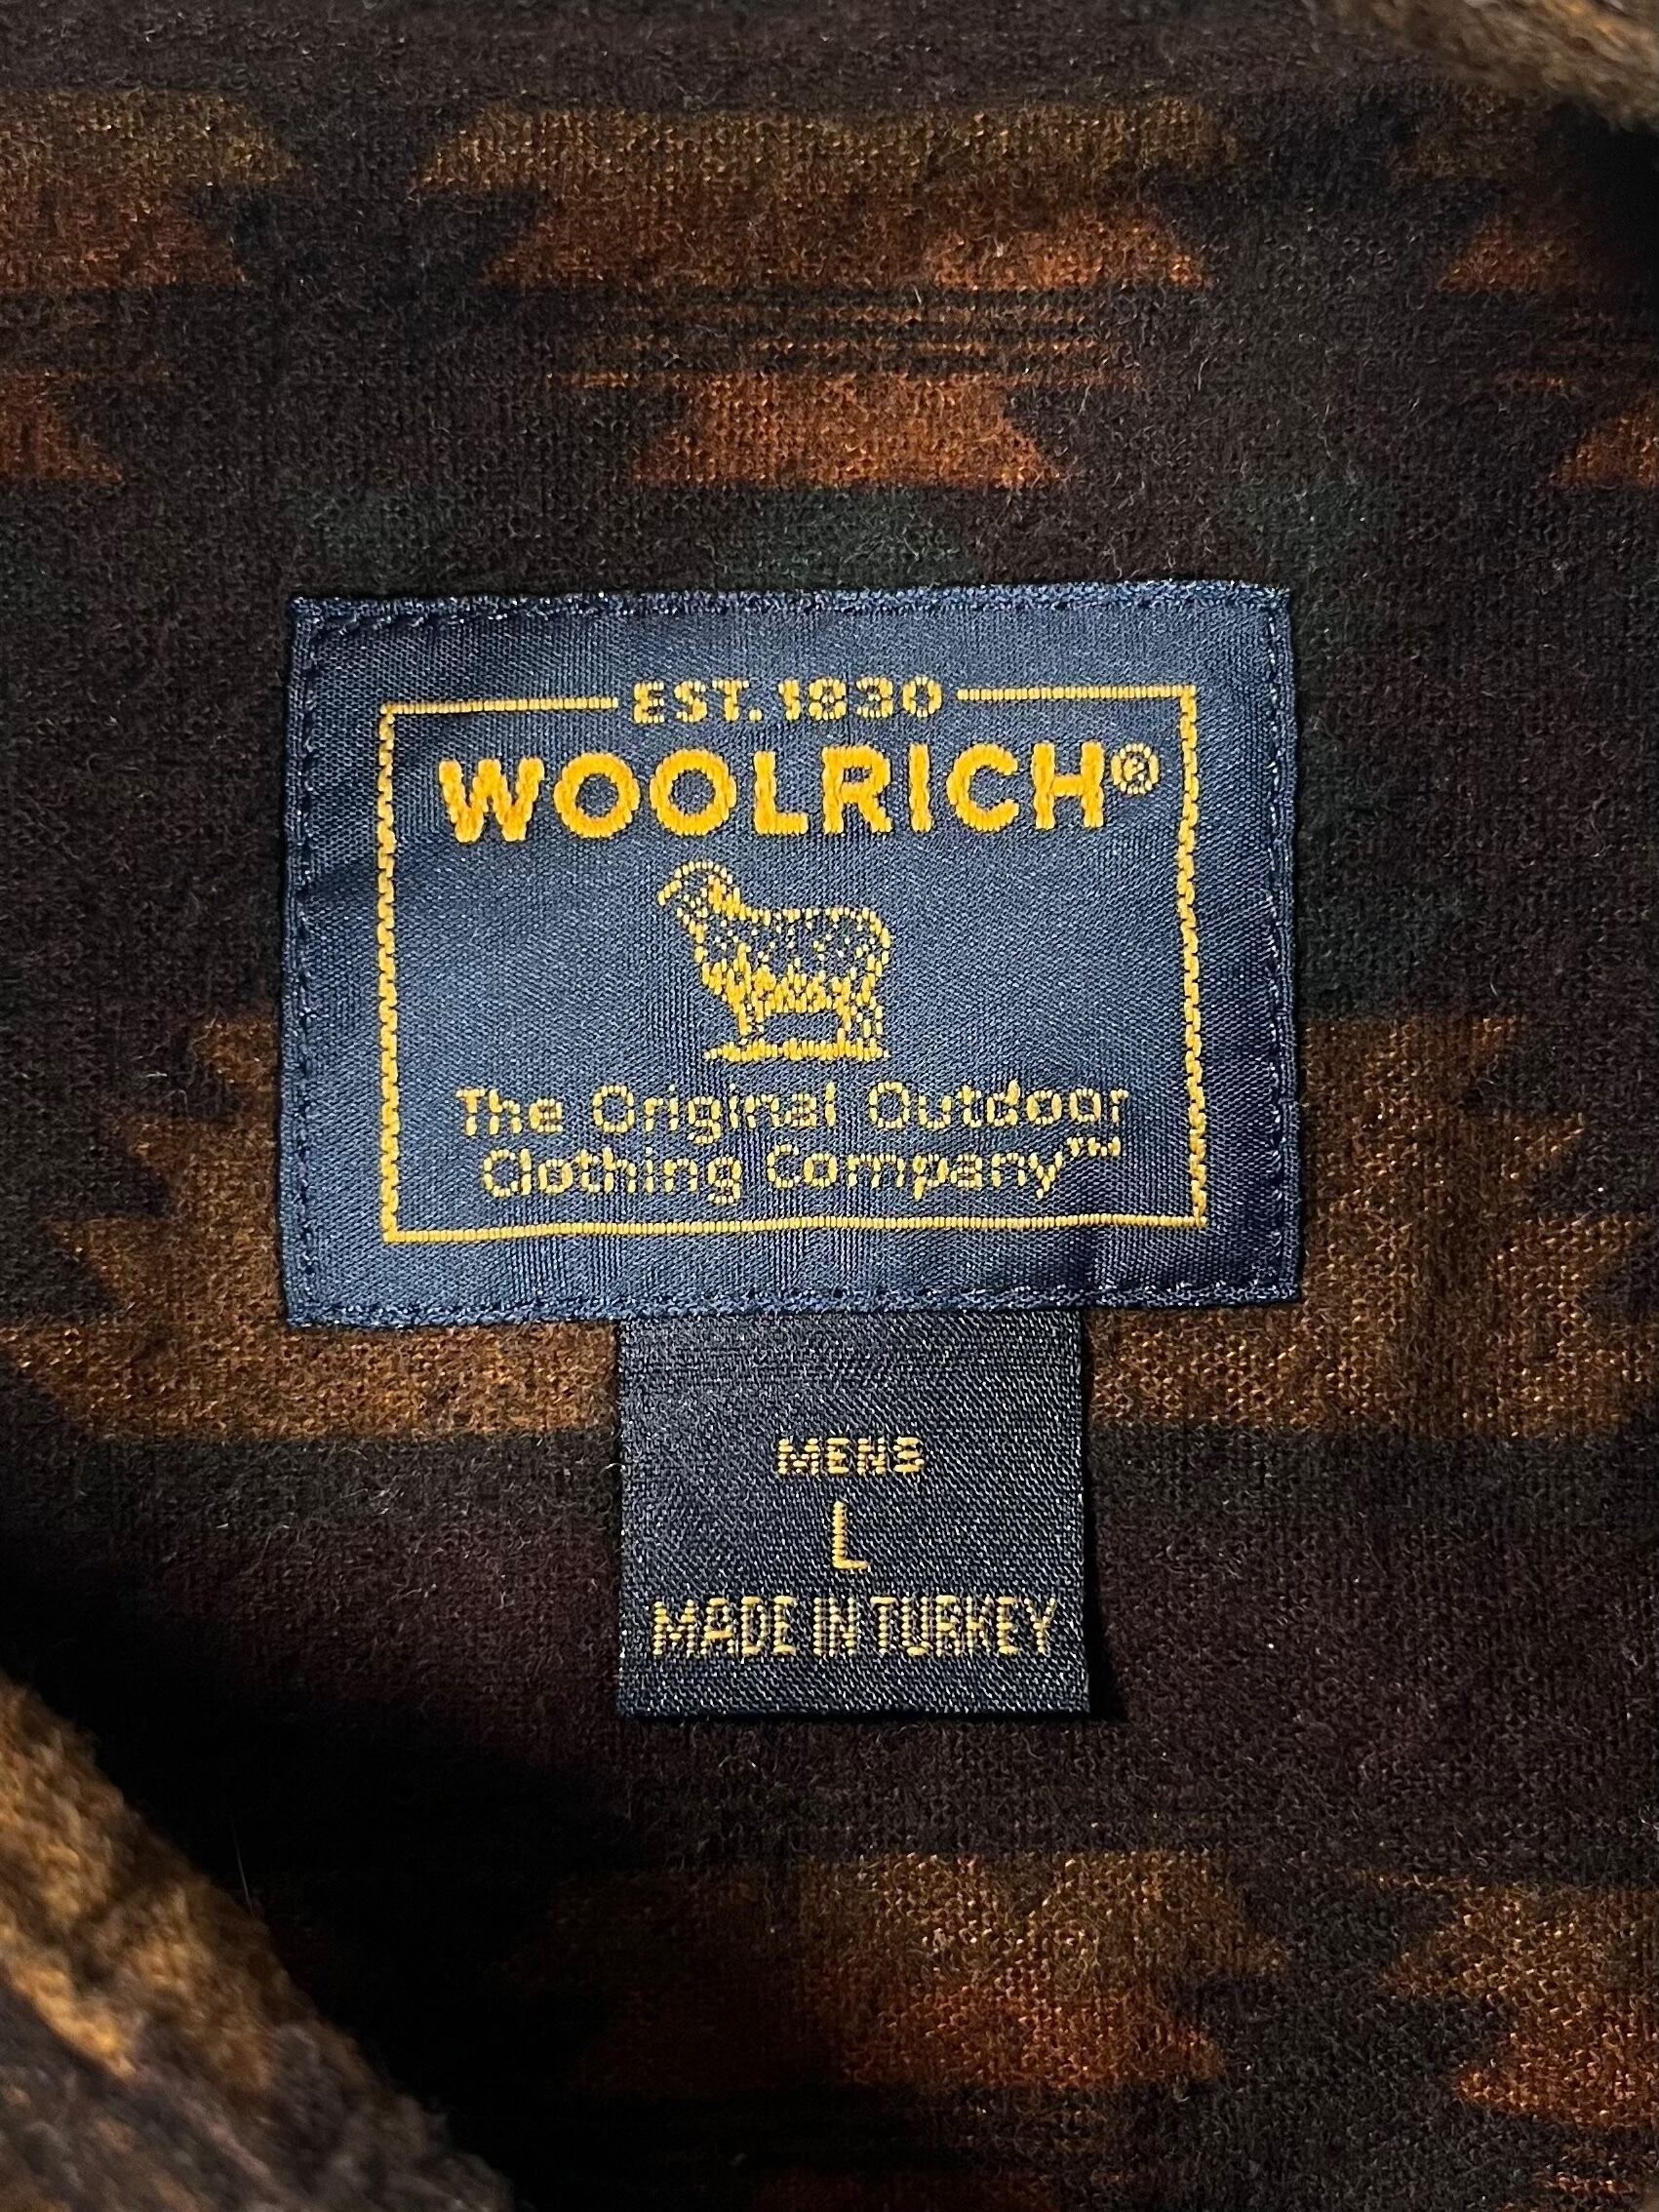 EST. 1830
WOOLRICH®
The Original Outdoor
Clothing Company™
MENS
L
MADE IN TURKEY